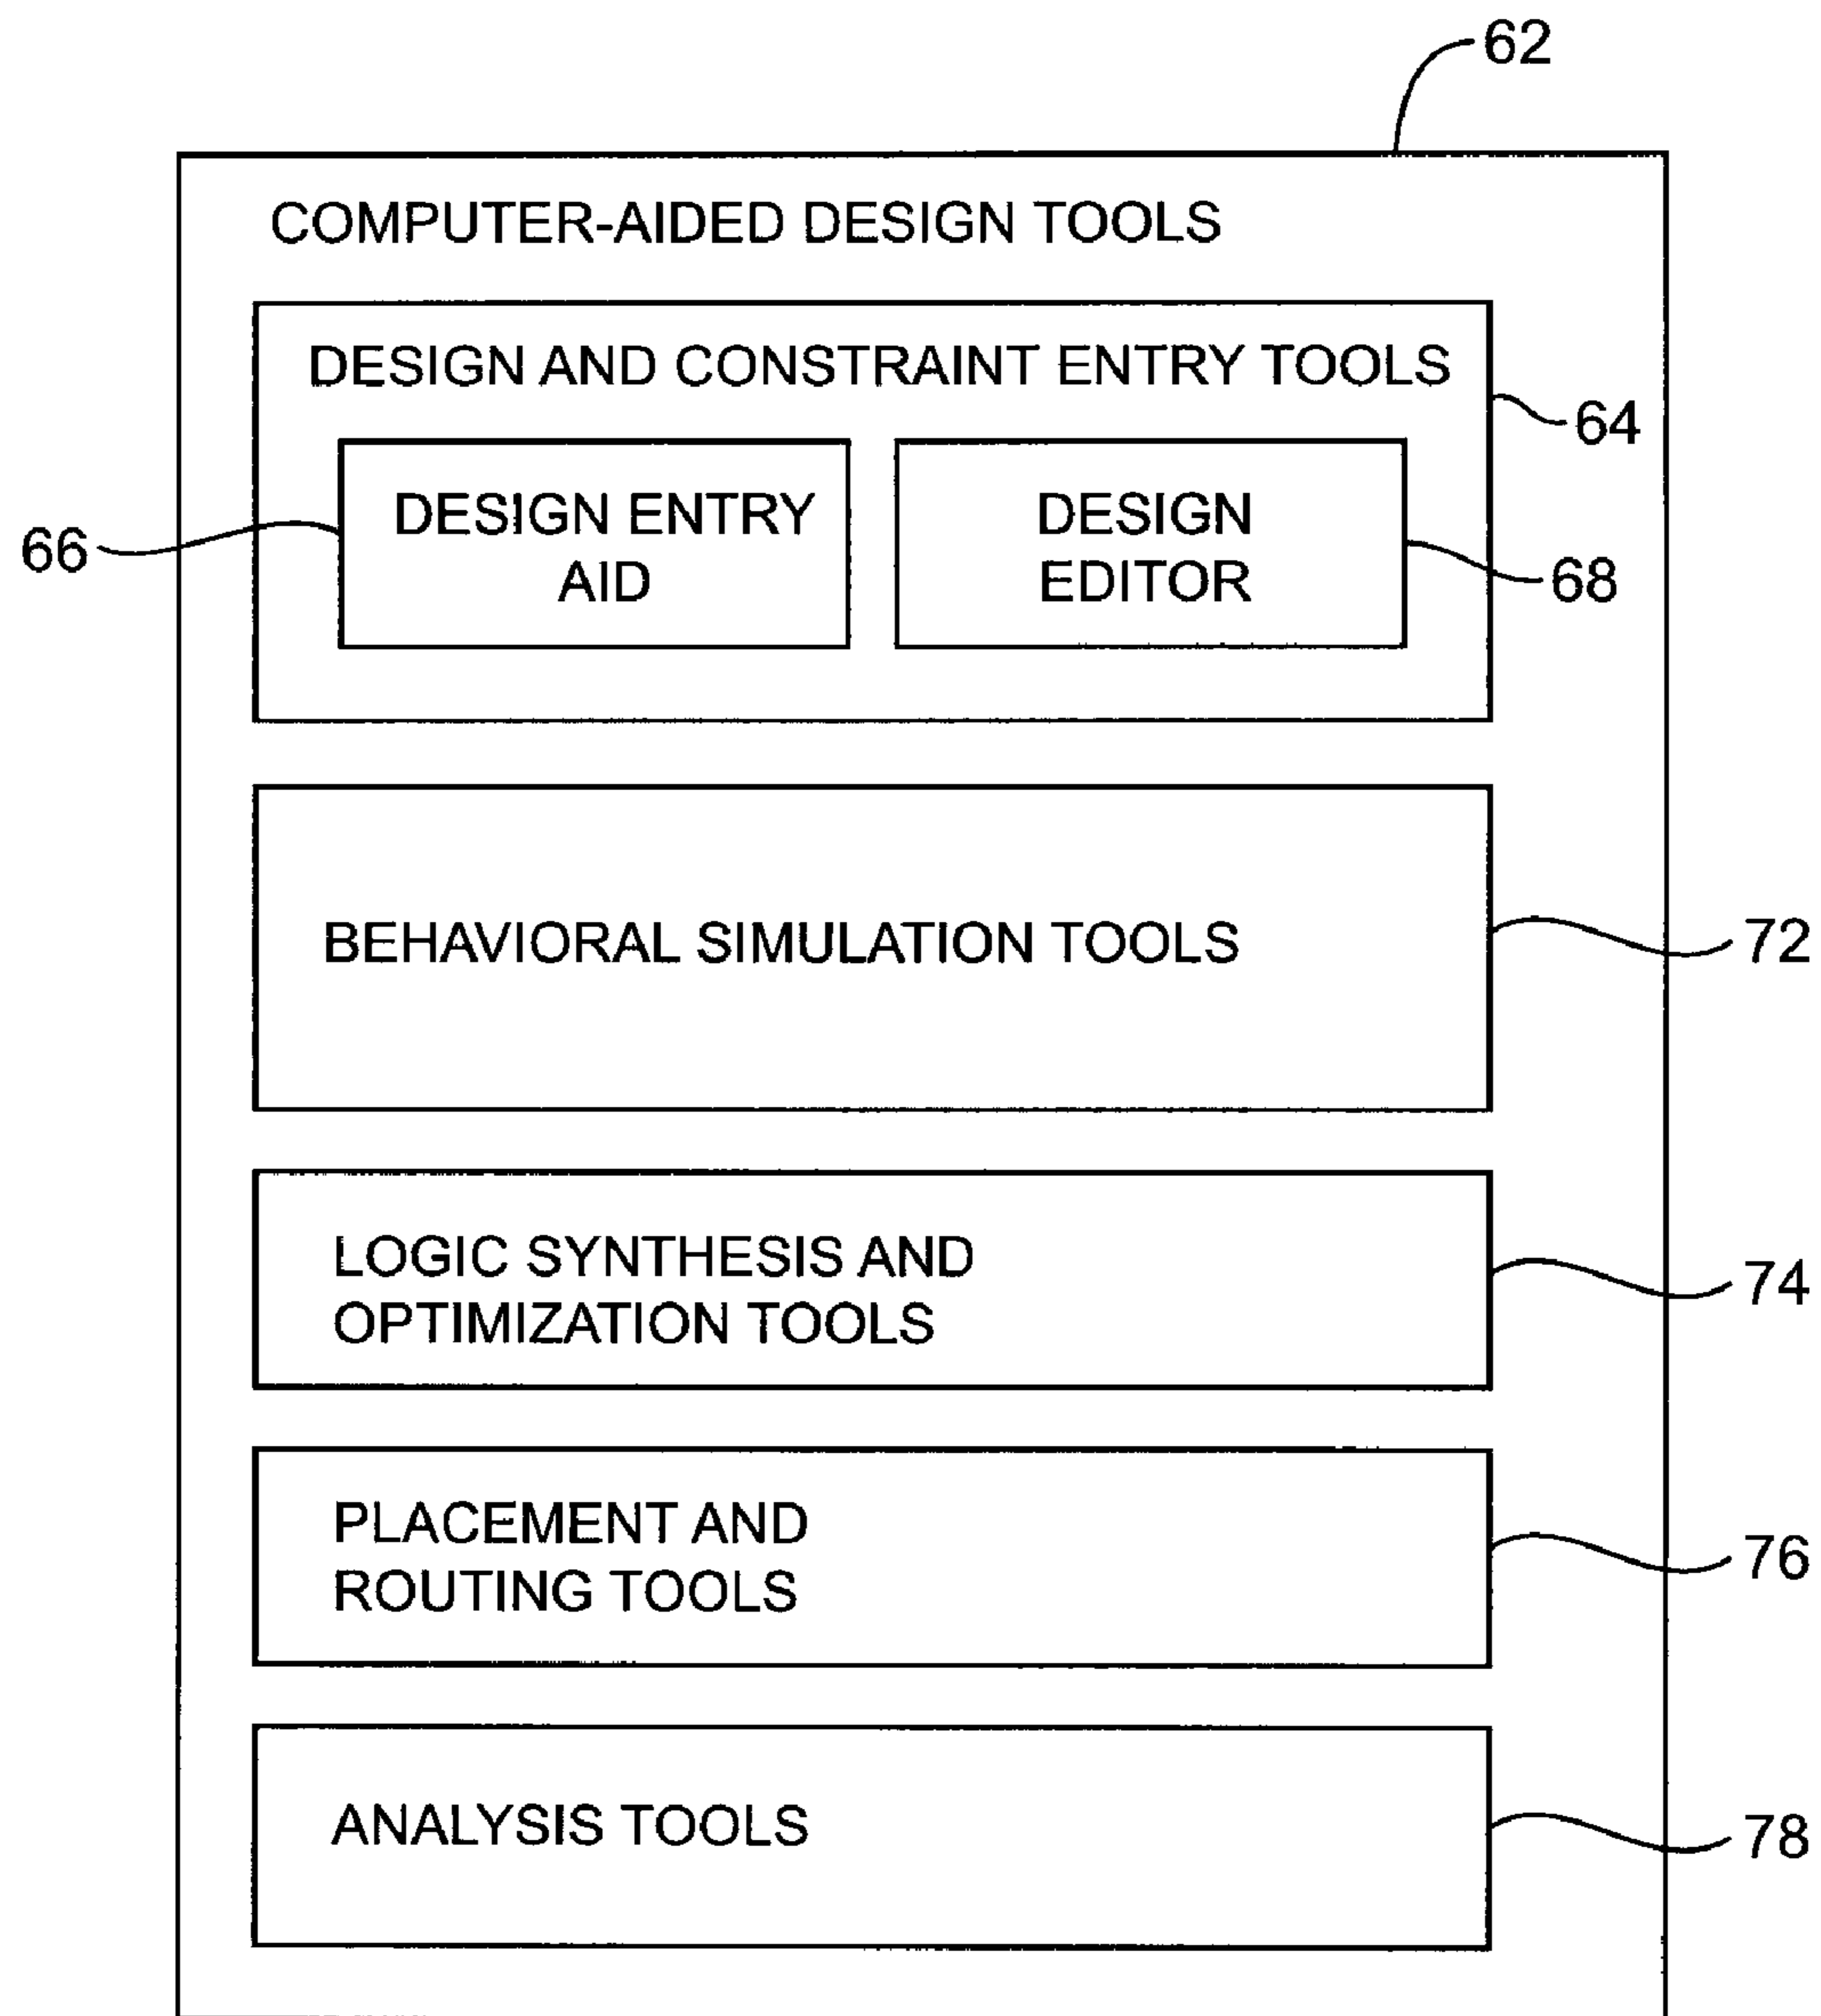 62
COMPUTER-AIDED DESIGN TOOLS
DESIGN AND CONSTRAINT ENTRY TOOLS
64
66
DESIGN ENTRY
AID
DESIGN
EDITOR
68
BEHAVIORAL SIMULATION TOOLS
72
LOGIC SYNTHESIS AND
OPTIMIZATION TOOLS
74
PLACEMENT AND
ROUTING TOOLS
76
ANALYSIS TOOLS
78